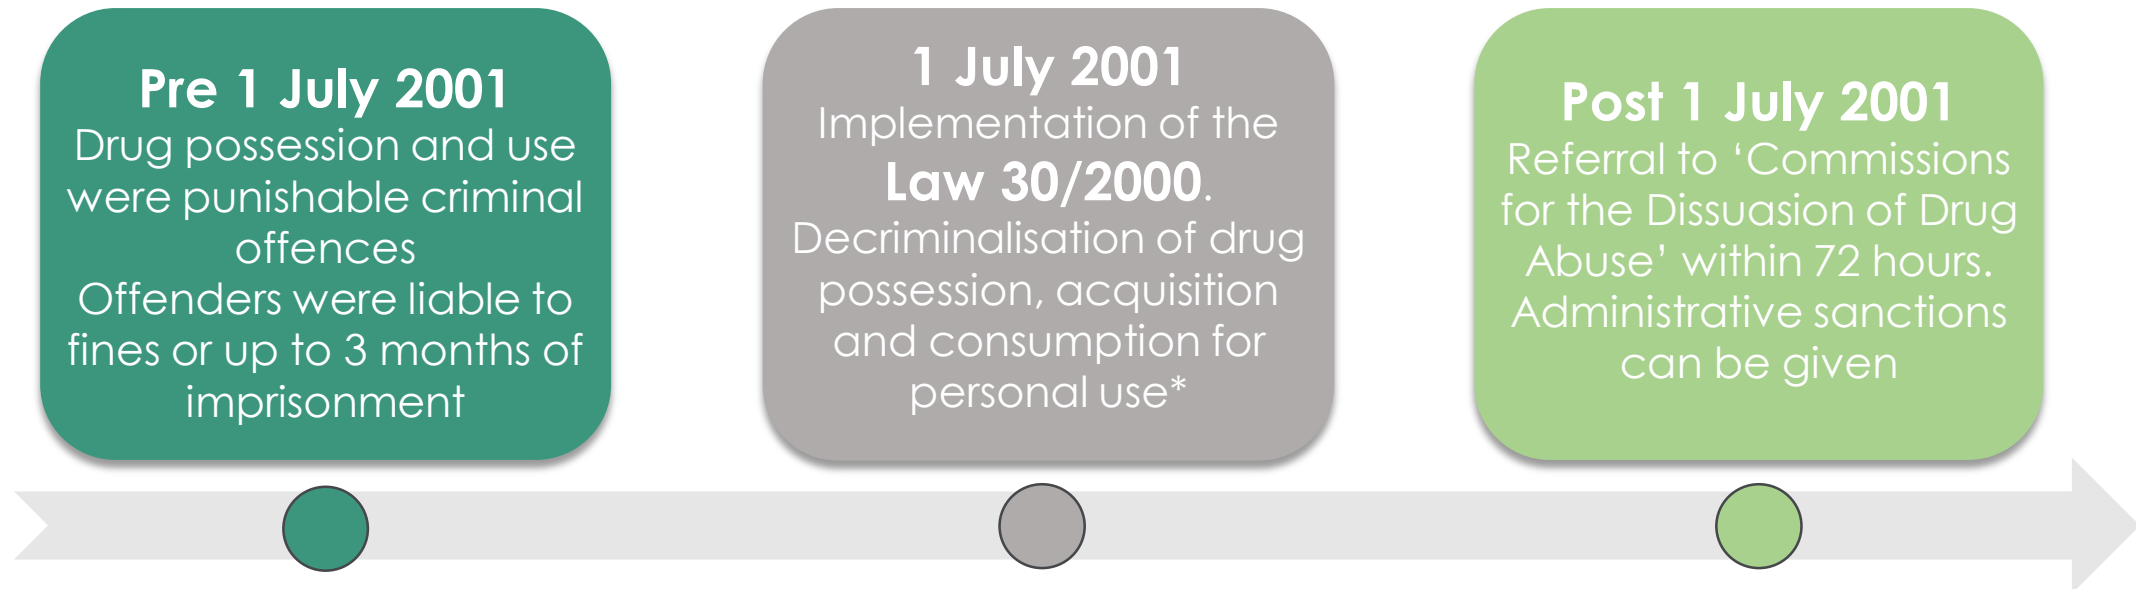 Pre 1 July 2001
Drug possession and use
were punishable criminal
offences
Offenders were liable to
fines or up to 3 months of
imprisonment
1 July 2001
Implementation of the
Law 30/2000.
Decriminalisation of drug
possession, acquisition
and consumption for
personal use*
Post 1 July 2001
Referral to ‘Commissions
for the Dissuasion of Drug
Abuse’ within 72 hours.
Administrative sanctions
can be given